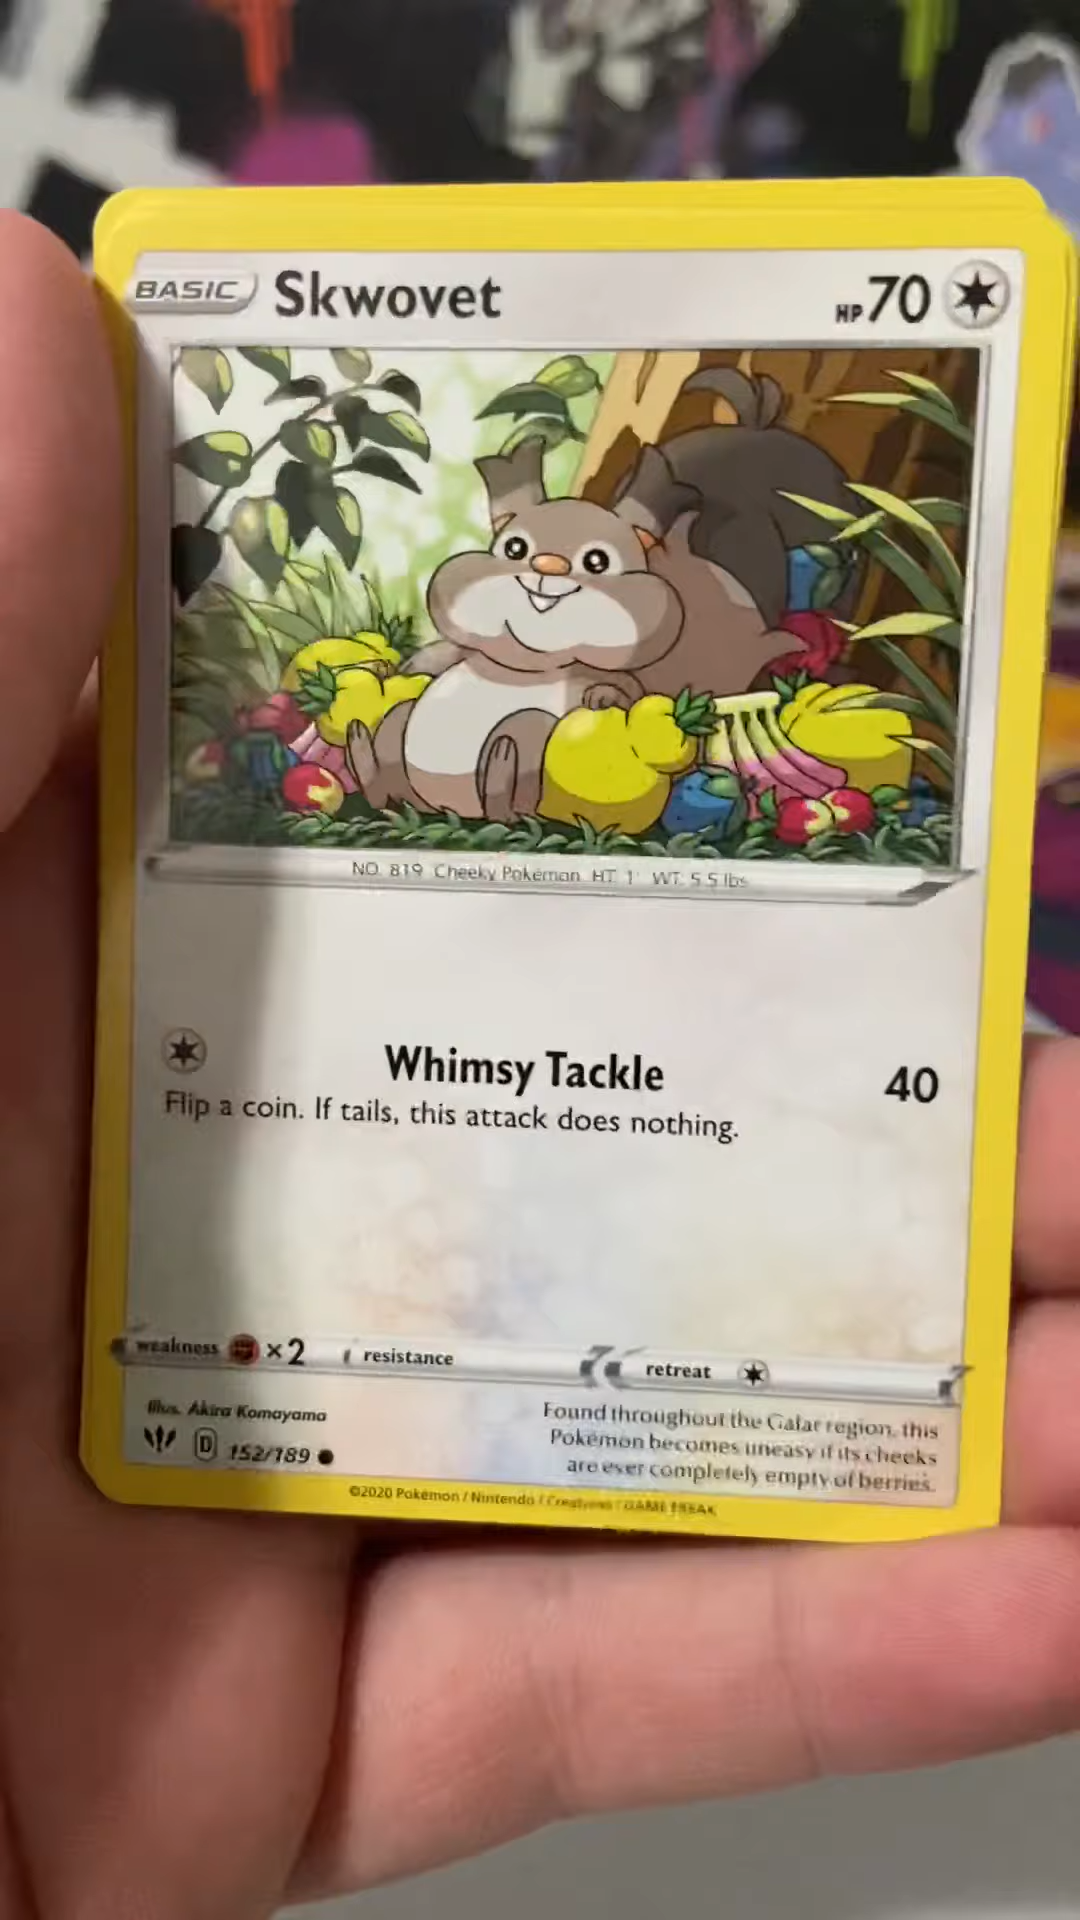 BASIC Skwovet HP 70
NO. 819 Cheeky Pokémon HT: 1' WT: 5.5 lbs
Whimsy Tackle 40
Flip a coin. If tails, this attack does nothing.
weakness ×2 resistance retreat
Illus. Akira Komayama
D 152/189
Found throughout the Galar region, this
Pokémon becomes uneasy if its cheeks
are ever completely empty of berries.
©2020 Pokémon / Nintendo / Creatures / GAME FREAK